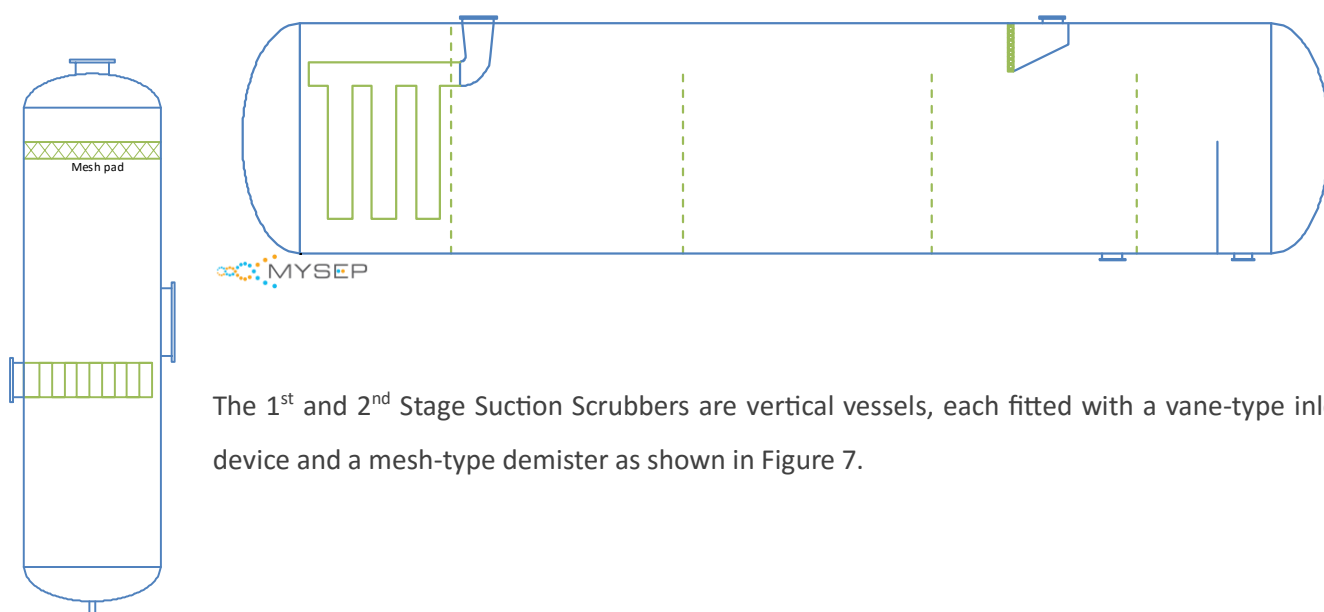 Mesh pad
MYSEP
The 1st and 2nd Stage Suction Scrubbers are vertical vessels, each fitted with a vane-type
device and a mesh-type demister as shown in Figure 7.